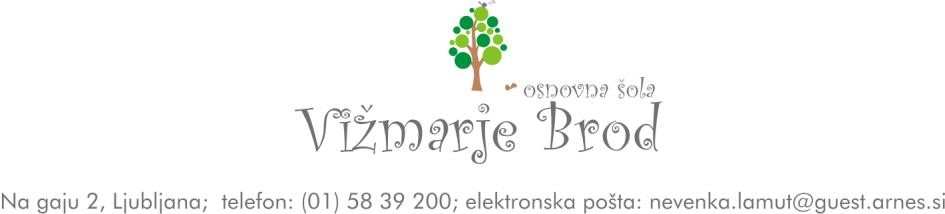 osnovna šola
Vižmarje Brod
Na gaju 2, Ljubljana; telefon: (01) 58 39 200; elektronska pošta: nevenka.lamut@guest.arnes.si